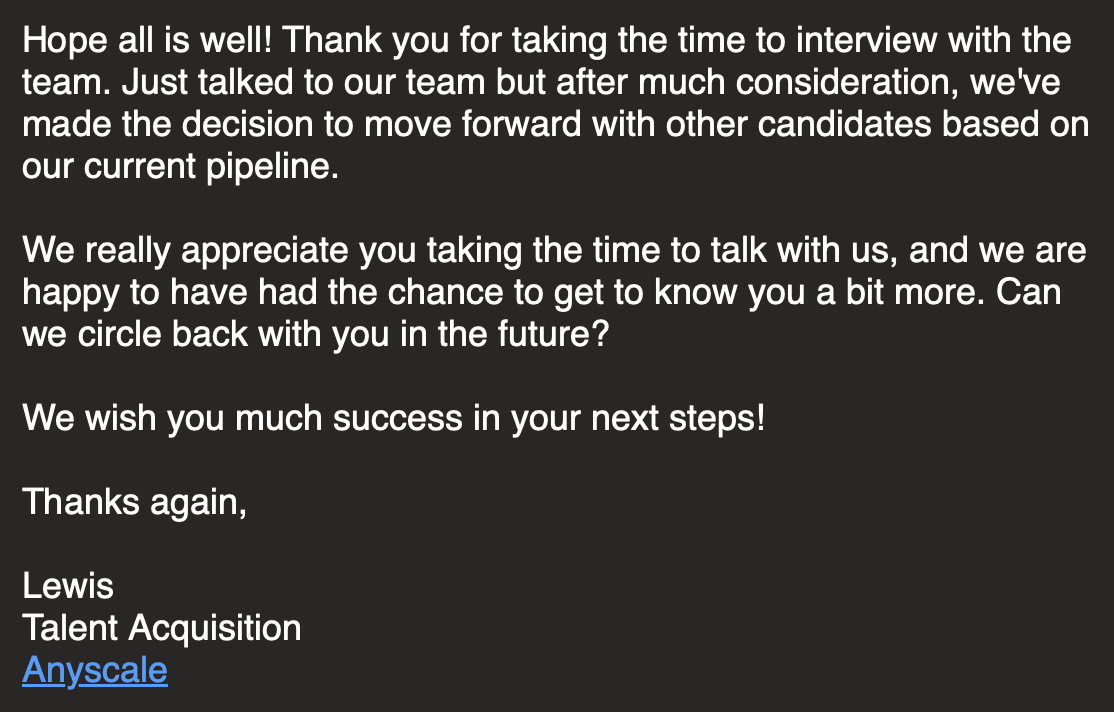 Hope all is well! Thank you for taking the time to interview with the
team. Just talked to our team but after much consideration, we've
made the decision to move forward with other candidates based on
our current pipeline.
We really appreciate you taking the time to talk with us, and we are
happy to have had the chance to get to know you a bit more. Can
we circle back with you in the future?
We wish you much success in your next steps!
Thanks again,
Lewis
Talent Acquisition
Anyscale